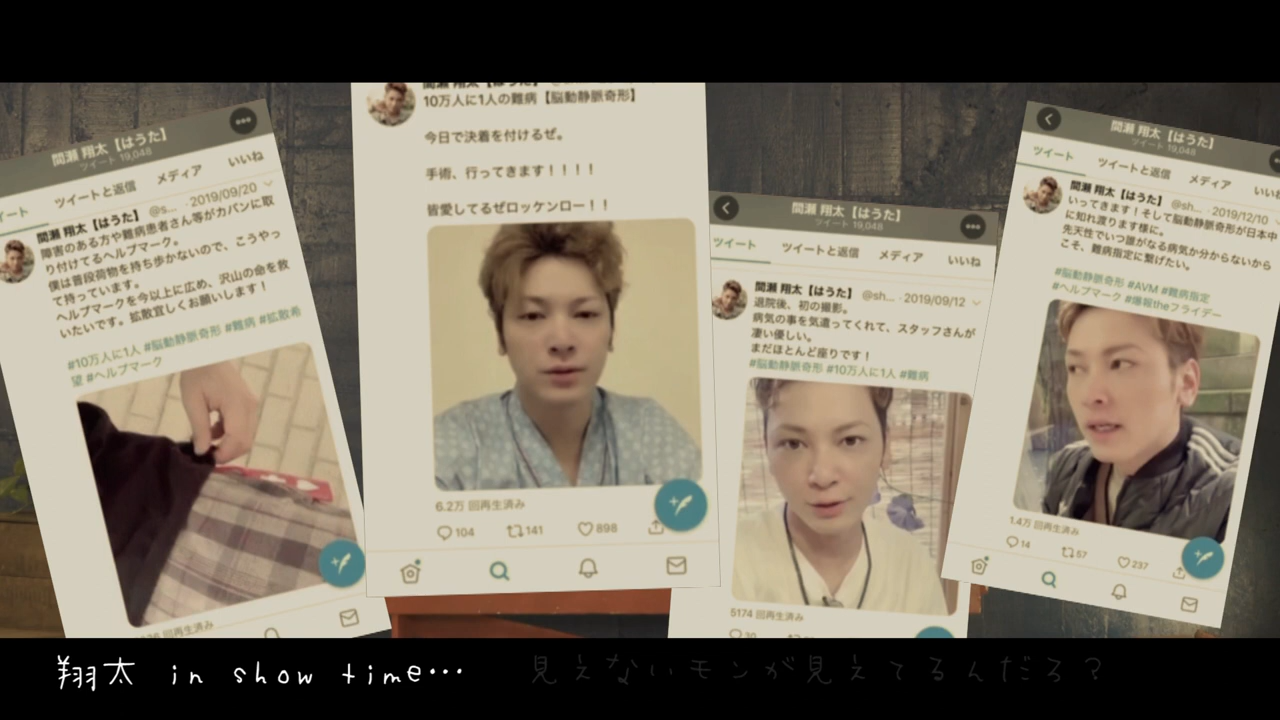 間瀬 翔太【はうた】
ツイート 19,048
ツイートと返信
メディア
いいね
間瀬 翔太【はうた】 @s... · 2019/09/20
障害のある方や難病患者さん等がカバンに取
り付けてるヘルプマーク。
僕は普段荷物を持ち歩かないので、こうやっ
て持っています。
ヘルプマークを今以上に広め、沢山の命を救
いたいです。拡散宜しくお願いします！
#10万人に1人 #脳動静脈奇形 #難病 #拡散希
望 #ヘルプマーク
回再生済み
間瀬 翔太【はうた】
10万人に1人の難病【脳動静脈奇形】
今日で決着を付けるぜ。
手術、行ってきます！！！！
皆愛してるぜロッケンロー！！
6.2万 回再生済み
104 141 898
間瀬 翔太【はうた】
ツイート 19,048
ツイート ツイートと返信 メディア いいね
間瀬 翔太【はうた】 @sh... · 2019/09/12
退院後、初の撮影。
病気の事を気遣ってくれて、スタッフさんが
凄い優しい。
まだほとんど座りです！
#脳動静脈奇形 #10万人に1人 #難病
5174 回再生済み
30
間瀬 翔太【はうた】
ツイート 19,048
ツイート ツイートと返信 メディア いいね
間瀬 翔太【はうた】 @sh... · 2019/12/10
いってきます！そして脳動静脈奇形が日本中
に知れ渡ります様に。
先天性でいつ誰がなる病気か分からないから
こそ、難病指定に繋げたい。
#脳動静脈奇形 #AVM #難病指定
#ヘルプマーク #爆報theフライデー
1.4万 回再生済み
14 57 237
翔太 in show time… 見えないモンが見えてるんだろ？